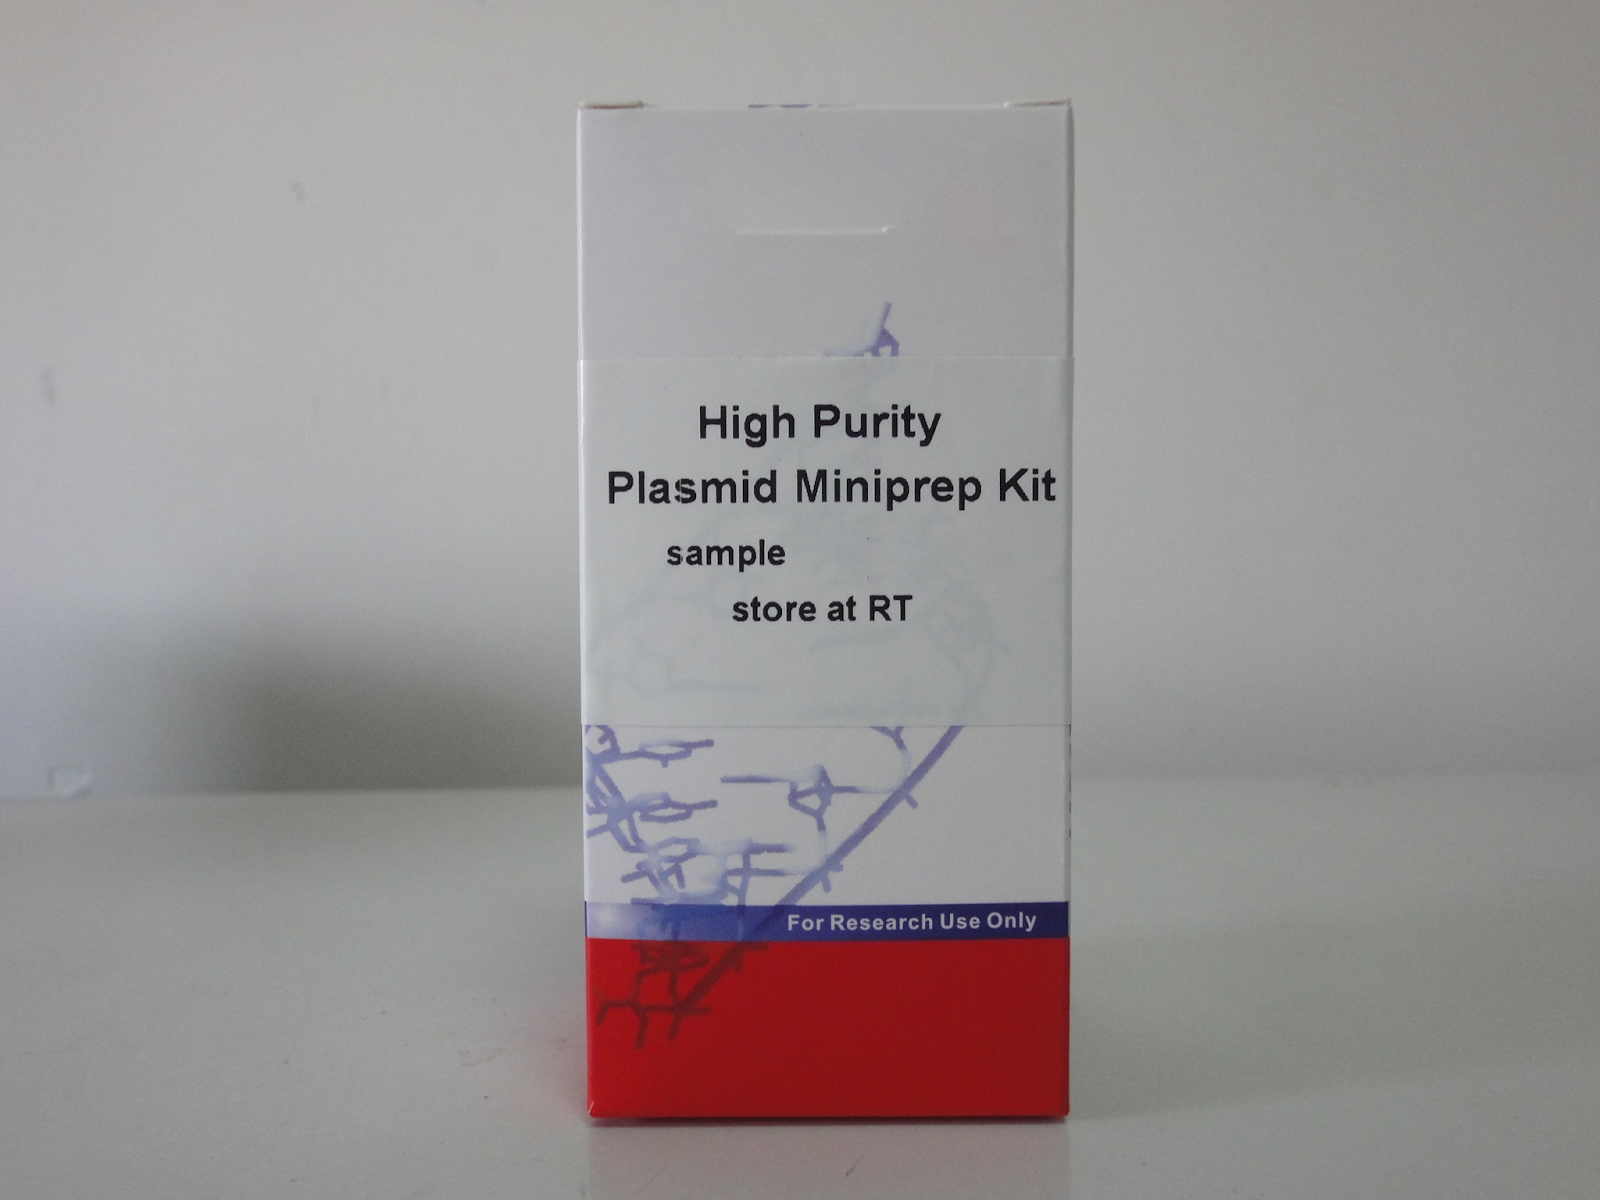 High Purity
Plasmid Miniprep Kit
sample
store at RT
For Research Use Only